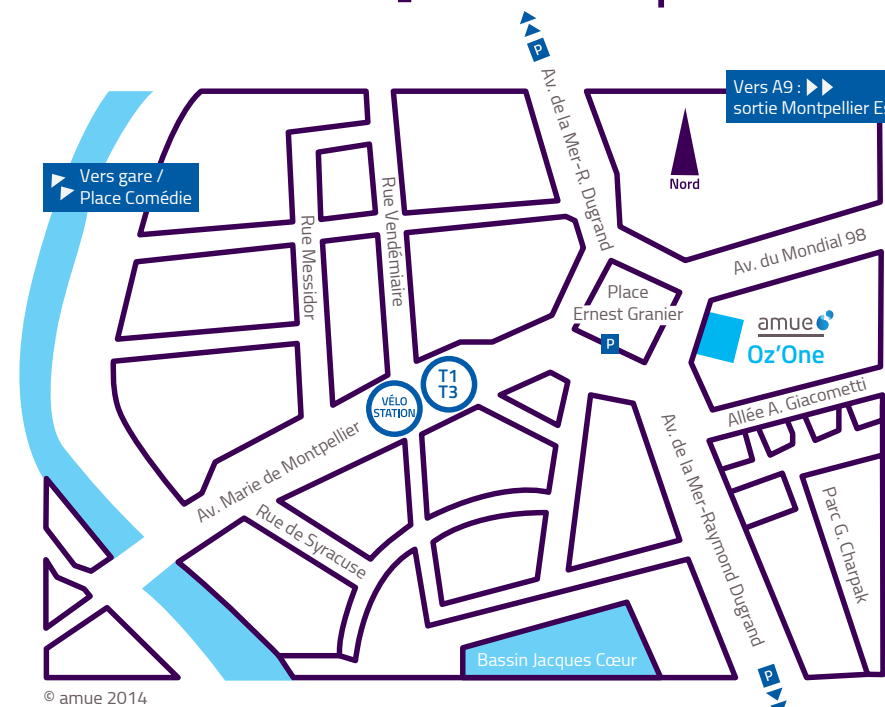 P
Av. de la Mer-R. Dugrand
Vers A9 :
sortie Montpellier Es
Nord
Vers gare /
Place Comédie
Rue Messidor
Rue Vendémiaire
Av. du Mondial 98
Place
Ernest Granier
P
amue
Oz'One
T1
T3
VÉLO
STATION
Allée A. Giacometti
Av. Marie de Montpellier
Rue de Syracuse
Av. de la Mer-Raymond Dugrand
Parc G. Charpak
Bassin Jacques Cœur
P
© amue 2014